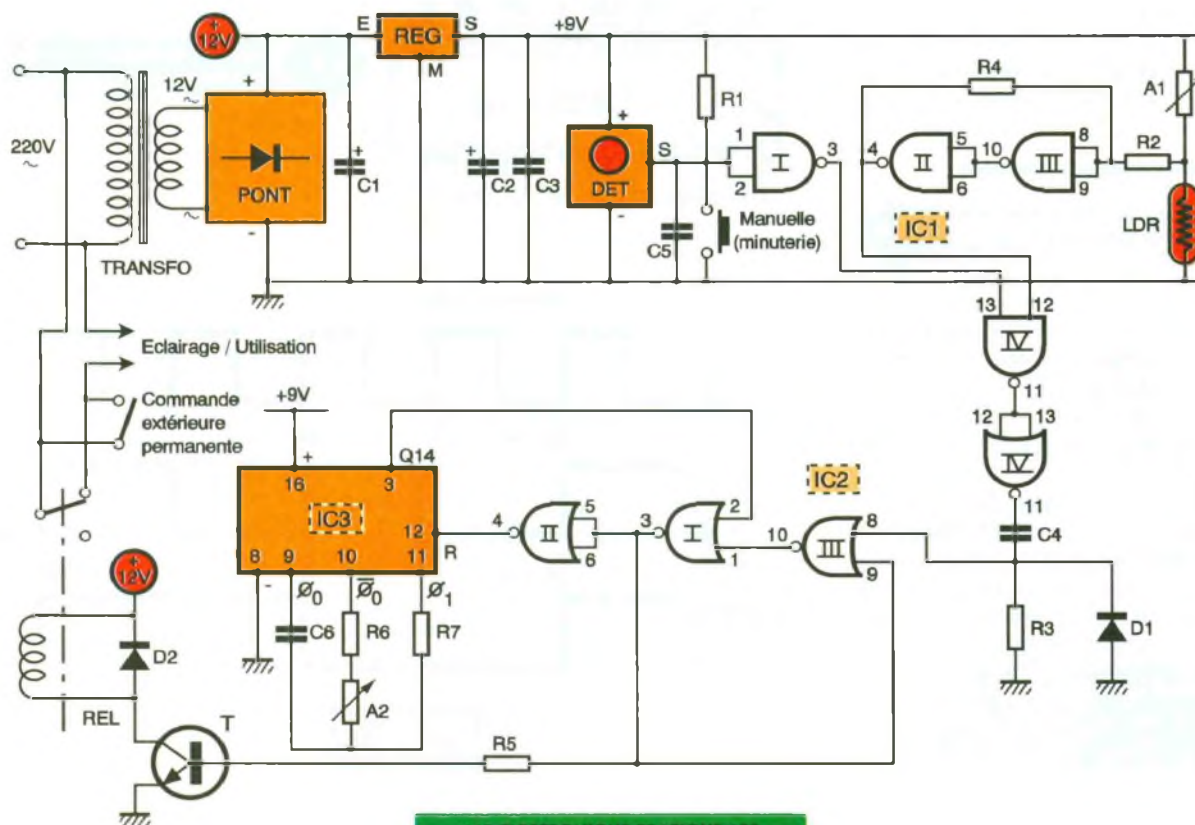 +
12V
E
REG
S
+9V
M
12V
~
+
PONT
-
~
220V
~
TRANSFO
+
C1
+
C2
C3
+
S
DET
-
C5
R1
Manuelle
(minuterie)
1
2
I
3
R4
4
II
5
6
10
III
8
9
R2
A1
LDR
IC1
13
12
IV
11
12
13
IV
11
C4
R3
D1
Eclairage / Utilisation
Commande
extérieure
permanente
+9V
+
16
Q14
3
IC3
12
R
8
-
9
10
11
Ø0
Ø̅0
Ø1
C6
R6
R7
A2
4
II
5
6
3
I
2
1
IC2
10
III
8
9
+
12V
D2
REL
T
R5